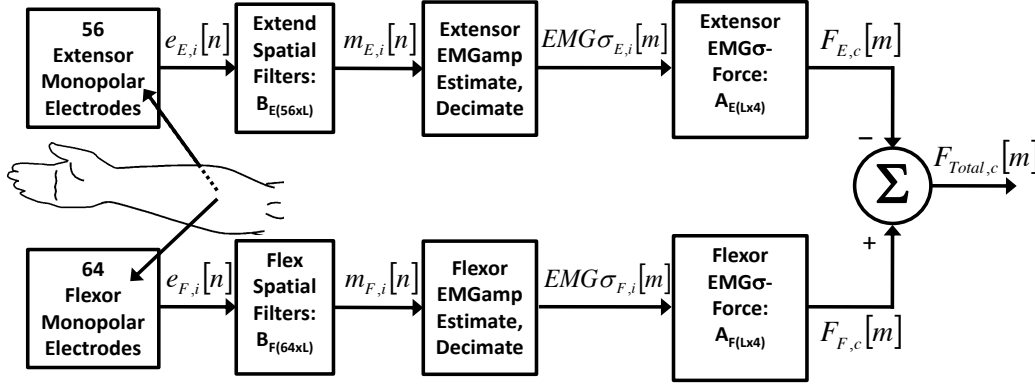 56
Extensor
Monopolar
Electrodes
e_{E,i}[n]
Extend
Spatial
Filters:
B_{E(56xL)}
m_{E,i}[n]
Extensor
EMGamp
Estimate,
Decimate
EMGσ_{E,i}[m]
Extensor
EMGσ-
Force:
A_{E(Lx4)}
F_{E,c}[m]
−
Σ
F_{Total,c}[m]
+
64
Flexor
Monopolar
Electrodes
e_{F,i}[n]
Flex
Spatial
Filters:
B_{F(64xL)}
m_{F,i}[n]
Flexor
EMGamp
Estimate,
Decimate
EMGσ_{F,i}[m]
Flexor
EMGσ-
Force:
A_{F(Lx4)}
F_{F,c}[m]